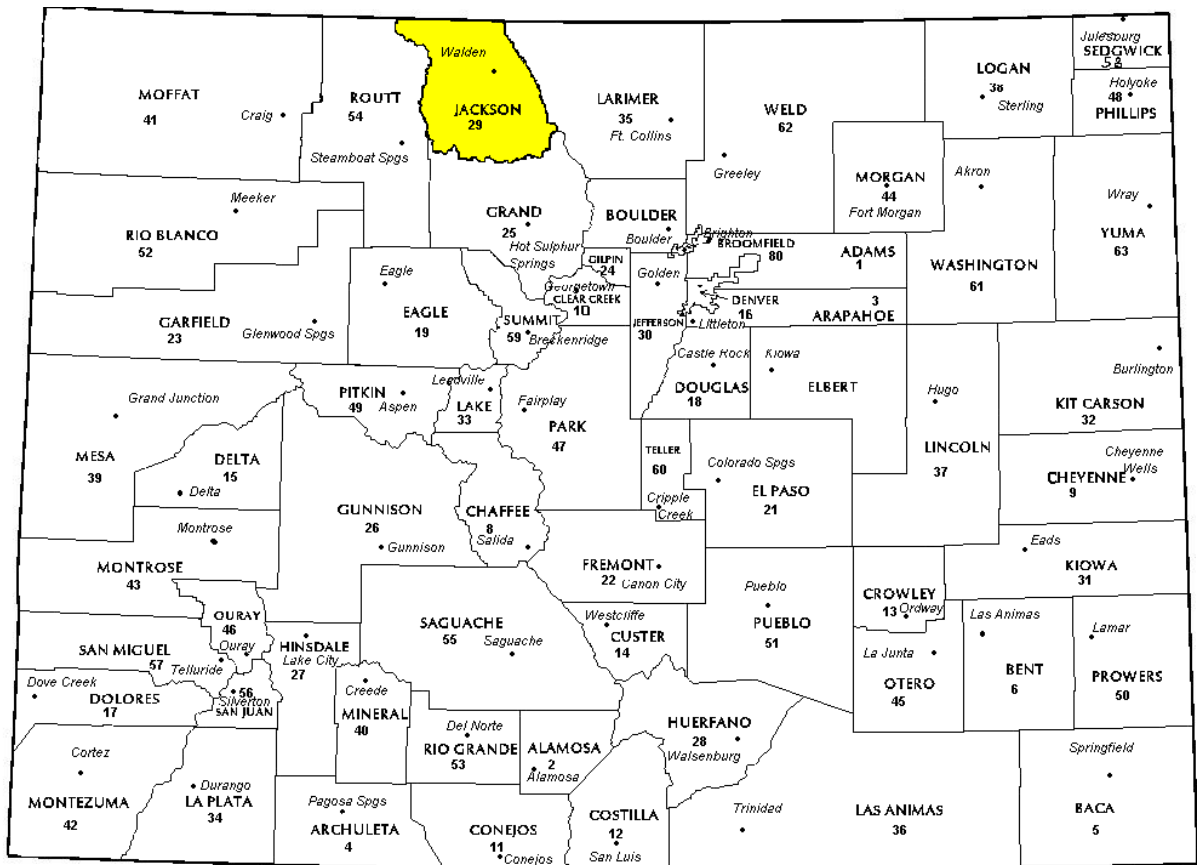 Julesburg
SEDGWICK
58
Walden
LOGAN
38
Sterling
Holyoke
48
PHILLIPS
MOFFAT
41
Craig
ROUTT
54
Steamboat Spgs
JACKSON
29
LARIMER
35
Ft. Collins
WELD
62
Greeley
MORGAN
44
Fort Morgan
Akron
WASHINGTON
61
Wray
YUMA
63
Meeker
RIO BLANCO
52
GRAND
25
Hot Sulphur
Springs
BOULDER
Boulder
Brighton
BROOMFIELD
80
ADAMS
1
GILPIN
24
Golden
Georgetown
CLEAR CREEK
10
DENVER
16
3
ARAPAHOE
Eagle
EAGLE
19
GARFIELD
23
Glenwood Spgs
SUMMIT
59
Breckenridge
JEFFERSON
30
Littleton
Castle Rock
DOUGLAS
18
Kiowa
ELBERT
Hugo
LINCOLN
37
Burlington
KIT CARSON
32
PITKIN
49
Aspen
Leadville
LAKE
33
Fairplay
PARK
47
Grand Junction
MESA
39
DELTA
15
Delta
TELLER
60
Cripple
Creek
Colorado Spgs
EL PASO
21
Cheyenne
Wells
CHEYENNE
9
GUNNISON
26
Gunnison
CHAFFEE
8
Salida
Montrose
MONTROSE
43
FREMONT
22
Canon City
Eads
KIOWA
31
Pueblo
PUEBLO
51
CROWLEY
13
Ordway
Las Animas
BENT
6
Lamar
PROWERS
50
OURAY
46
Ouray
HINSDALE
Lake City
27
SAGUACHE
55
Saguache
Westcliffe
CUSTER
14
La Junta
OTERO
45
SAN MIGUEL
57
Telluride
Dove Creek
DOLORES
17
56
Silverton
SAN JUAN
Creede
MINERAL
40
Del Norte
RIO GRANDE
53
ALAMOSA
2
Alamosa
HUERFANO
28
Walsenburg
Cortez
MONTEZUMA
42
Durango
LA PLATA
34
Pagosa Spgs
ARCHULETA
4
CONEJOS
11
Conejos
COSTILLA
12
San Luis
Trinidad
LAS ANIMAS
36
Springfield
BACA
5